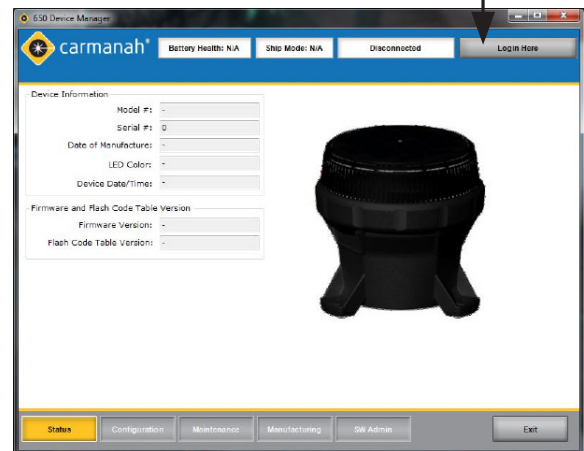 650 Device Manager
carmanah®
Battery Health: N/A
Ship Mode: N/A
Disconnected
Login Here
Device Information
Model #: -
Serial #: 0
Date of Manufacture: -
LED Color: -
Device Date/Time: -
Firmware and Flash Code Table Version
Firmware Version: -
Flash Code Table Version: -
Status
Configuration
Maintenance
Manufacturing
SW Admin
Exit